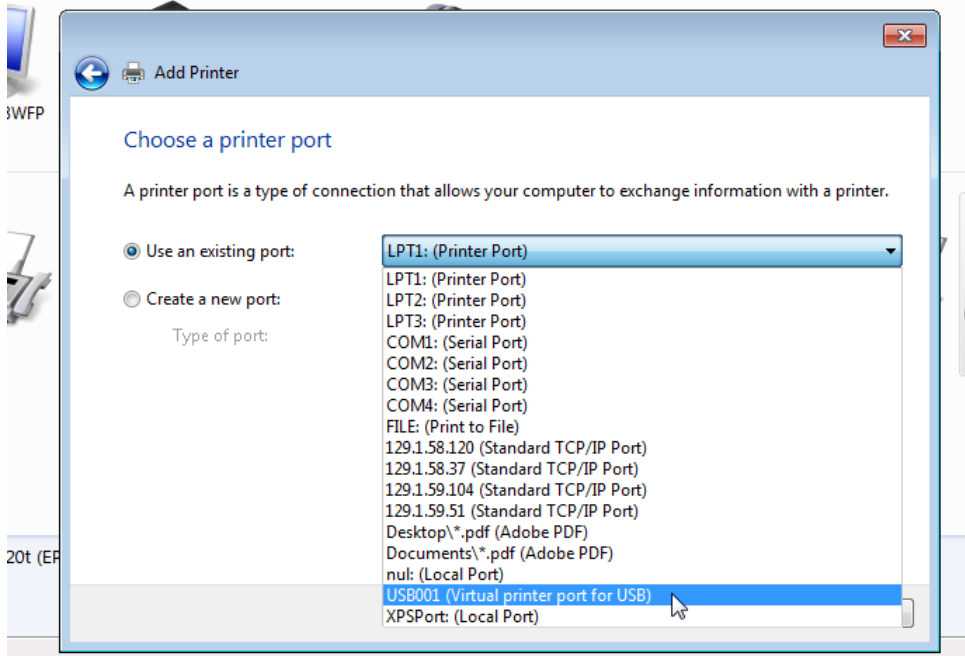 Add Printer
3WFP
Choose a printer port
A printer port is a type of connection that allows your computer to exchange information with a printer.
Use an existing port:
LPT1: (Printer Port)
LPT1: (Printer Port)
LPT2: (Printer Port)
Create a new port:
LPT3: (Printer Port)
Type of port:
COM1: (Serial Port)
COM2: (Serial Port)
COM3: (Serial Port)
COM4: (Serial Port)
FILE: (Print to File)
129.1.58.120 (Standard TCP/IP Port)
129.1.58.37 (Standard TCP/IP Port)
129.1.59.104 (Standard TCP/IP Port)
129.1.59.51 (Standard TCP/IP Port)
Desktop\*.pdf (Adobe PDF)
Documents\*.pdf (Adobe PDF)
20t (EP
nul: (Local Port)
USB001 (Virtual printer port for USB)
XPSPort: (Local Port)